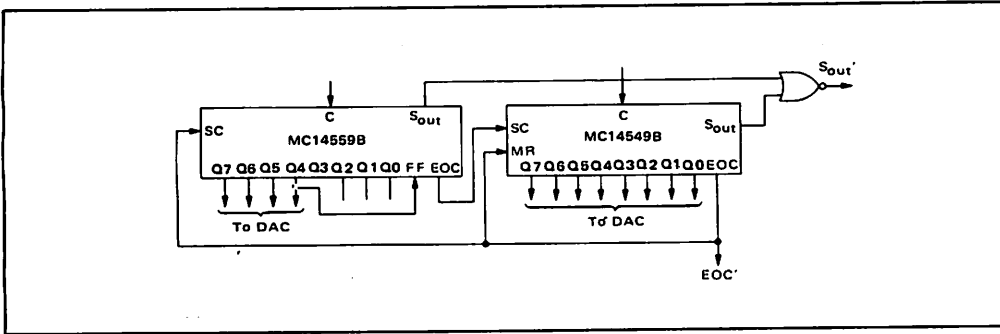 Sout'
C
Sout
SC
MC14559B
Q7 Q6 Q5 Q4 Q3 Q2 Q1 Q0 FF EOC
To DAC
C
Sout
SC
MC14549B
MR
Q7 Q6 Q5 Q4 Q3 Q2 Q1 Q0 EOC
To DAC
EOC'